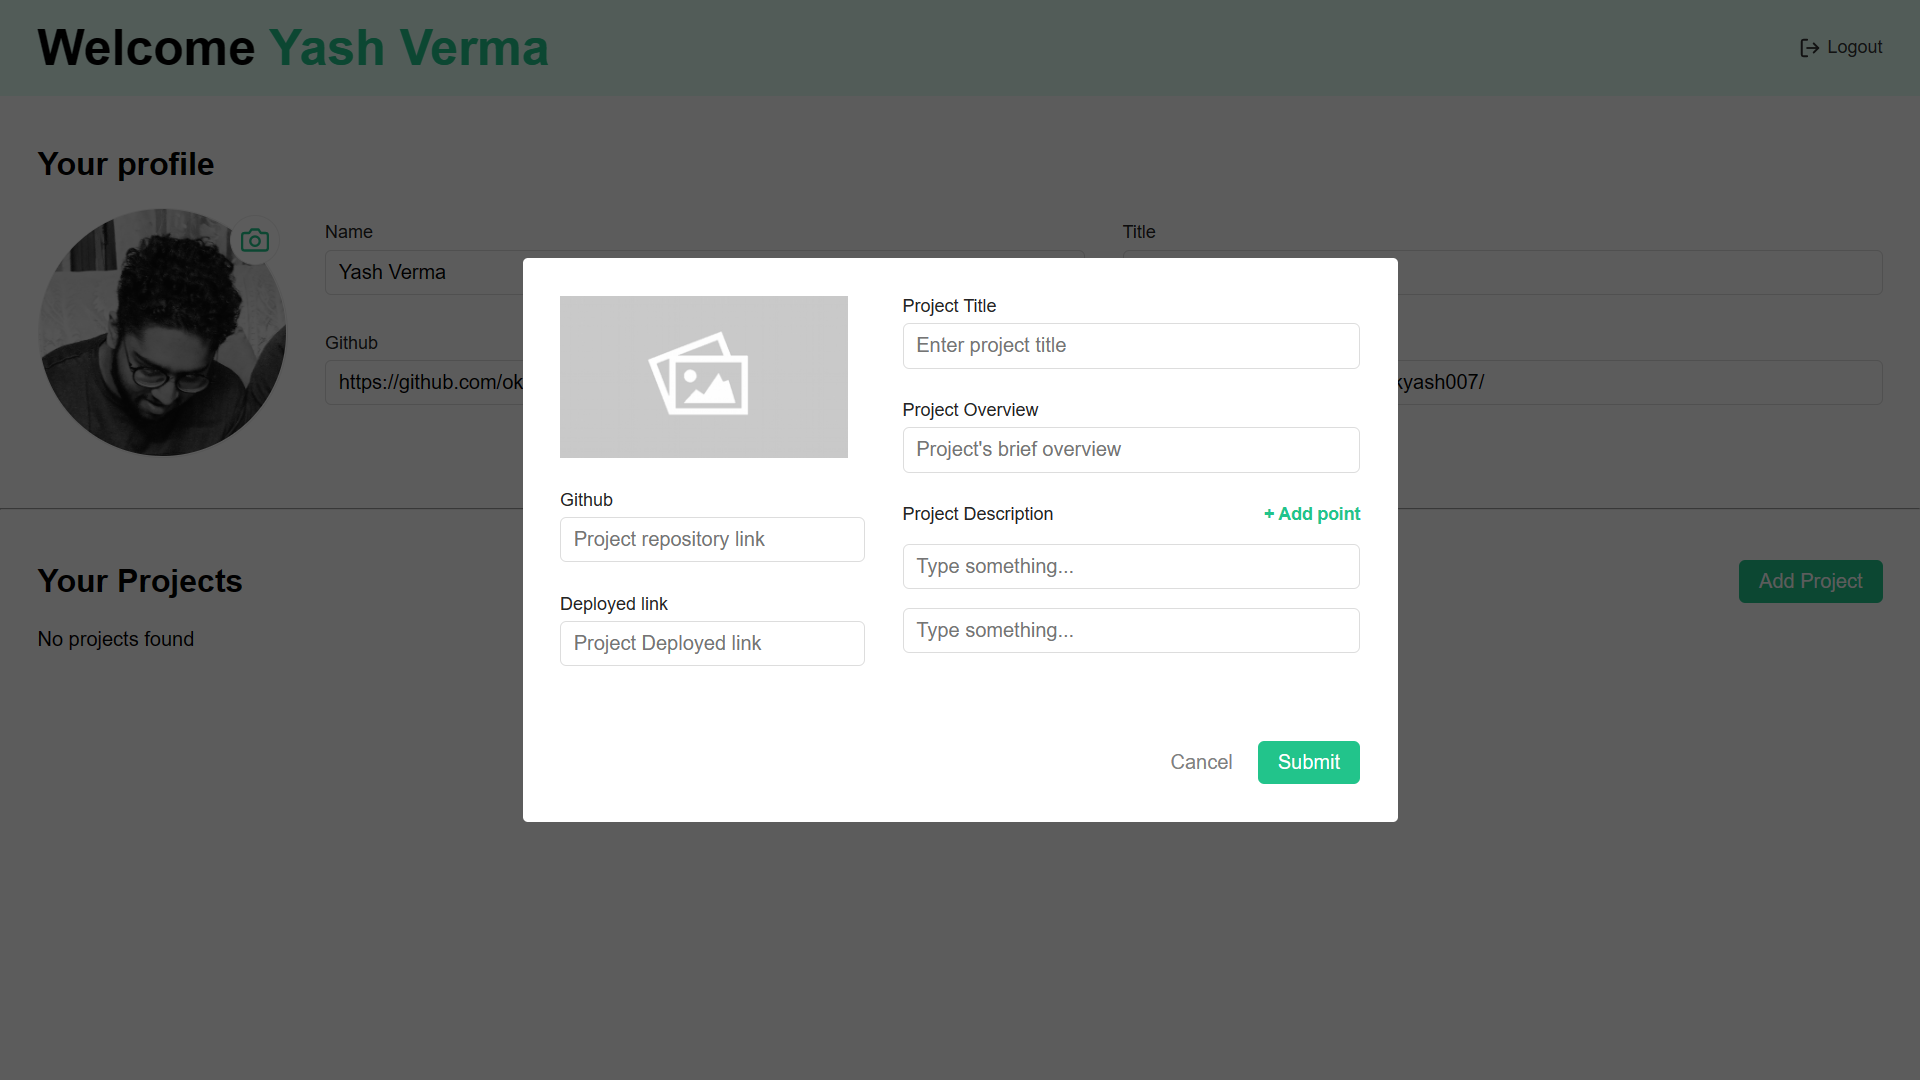 Welcome Yash Verma
Logout
Your profile
Name
Yash Verma
Title
Github
https://github.com/ok
kyash007/
Project Title
Enter project title
Project Overview
Project's brief overview
Github
Project repository link
Project Description
+ Add point
Type something...
Deployed link
Project Deployed link
Type something...
Cancel
Submit
Your Projects
Add Project
No projects found